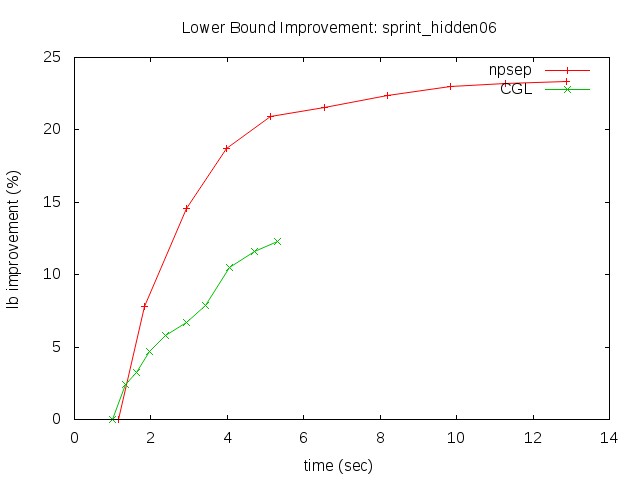 Lower Bound Improvement: sprint_hidden06
25
20
15
10
5
0
lb improvement (%)
npsep
CGL
0 2 4 6 8 10 12 14
time (sec)